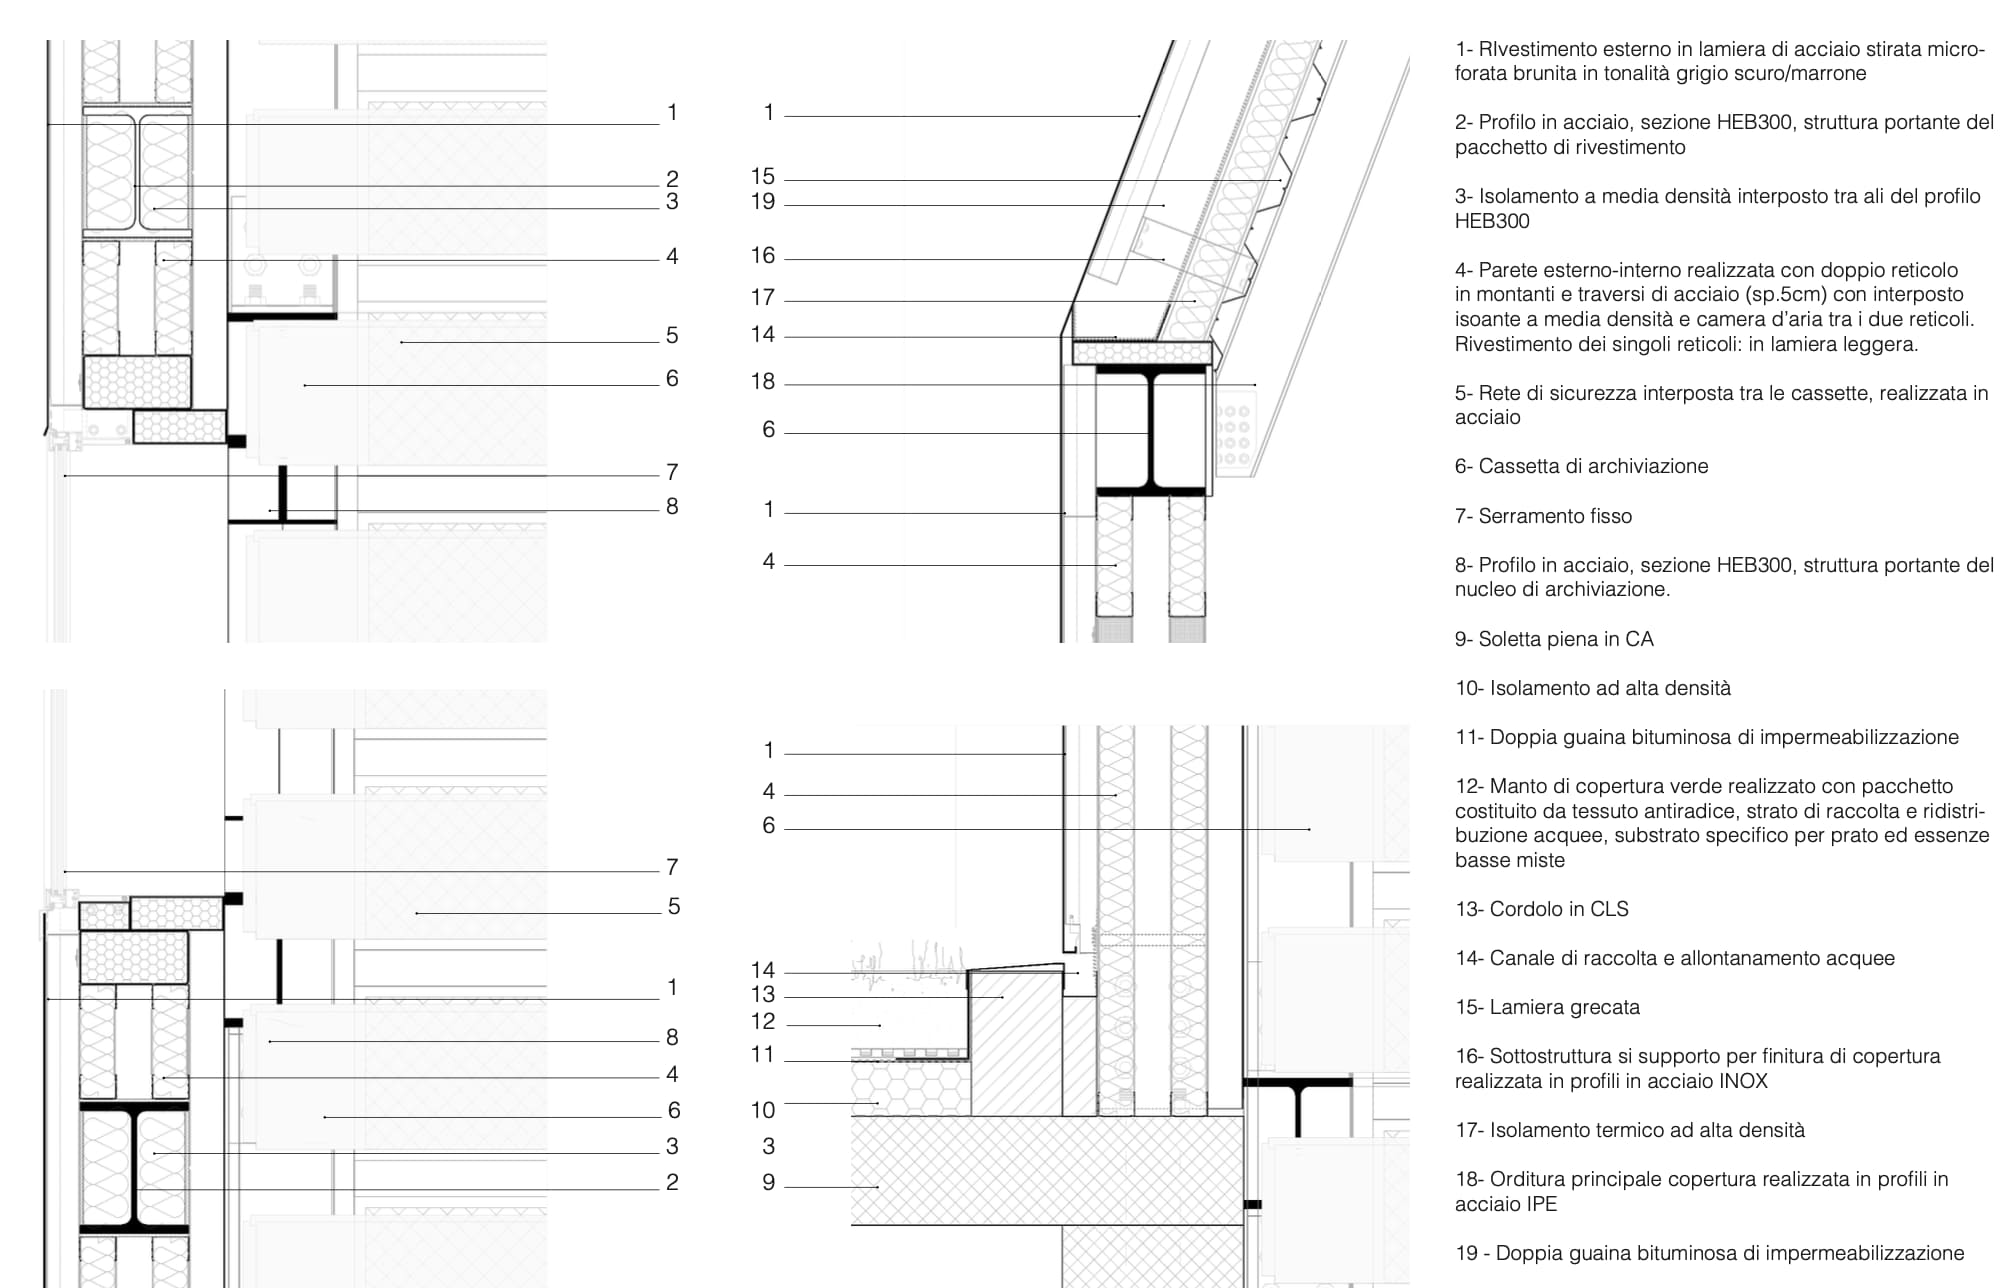 1
2
3
4
5
6
7
8
1
15
19
16
17
14
18
6
1
4
7
5
1
8
4
6
3
2
1
4
6
14
13
12
11
10
3
9
1- RIvestimento esterno in lamiera di acciaio stirata micro-
forata brunita in tonalità grigio scuro/marrone
2- Profilo in acciaio, sezione HEB300, struttura portante del
pacchetto di rivestimento
3- Isolamento a media densità interposto tra ali del profilo
HEB300
4- Parete esterno-interno realizzata con doppio reticolo
in montanti e traversi di acciaio (sp.5cm) con interposto
isoante a media densità e camera d'aria tra i due reticoli.
Rivestimento dei singoli reticoli: in lamiera leggera.
5- Rete di sicurezza interposta tra le cassette, realizzata in
acciaio
6- Cassetta di archiviazione
7- Serramento fisso
8- Profilo in acciaio, sezione HEB300, struttura portante del
nucleo di archiviazione.
9- Soletta piena in CA
10- Isolamento ad alta densità
11- Doppia guaina bituminosa di impermeabilizzazione
12- Manto di copertura verde realizzato con pacchetto
costituito da tessuto antiradice, strato di raccolta e ridistri-
buzione acquee, substrato specifico per prato ed essenze
basse miste
13- Cordolo in CLS
14- Canale di raccolta e allontanamento acquee
15- Lamiera grecata
16- Sottostruttura si supporto per finitura di copertura
realizzata in profili in acciaio INOX
17- Isolamento termico ad alta densità
18- Orditura principale copertura realizzata in profili in
acciaio IPE
19 - Doppia guaina bituminosa di impermeabilizzazione